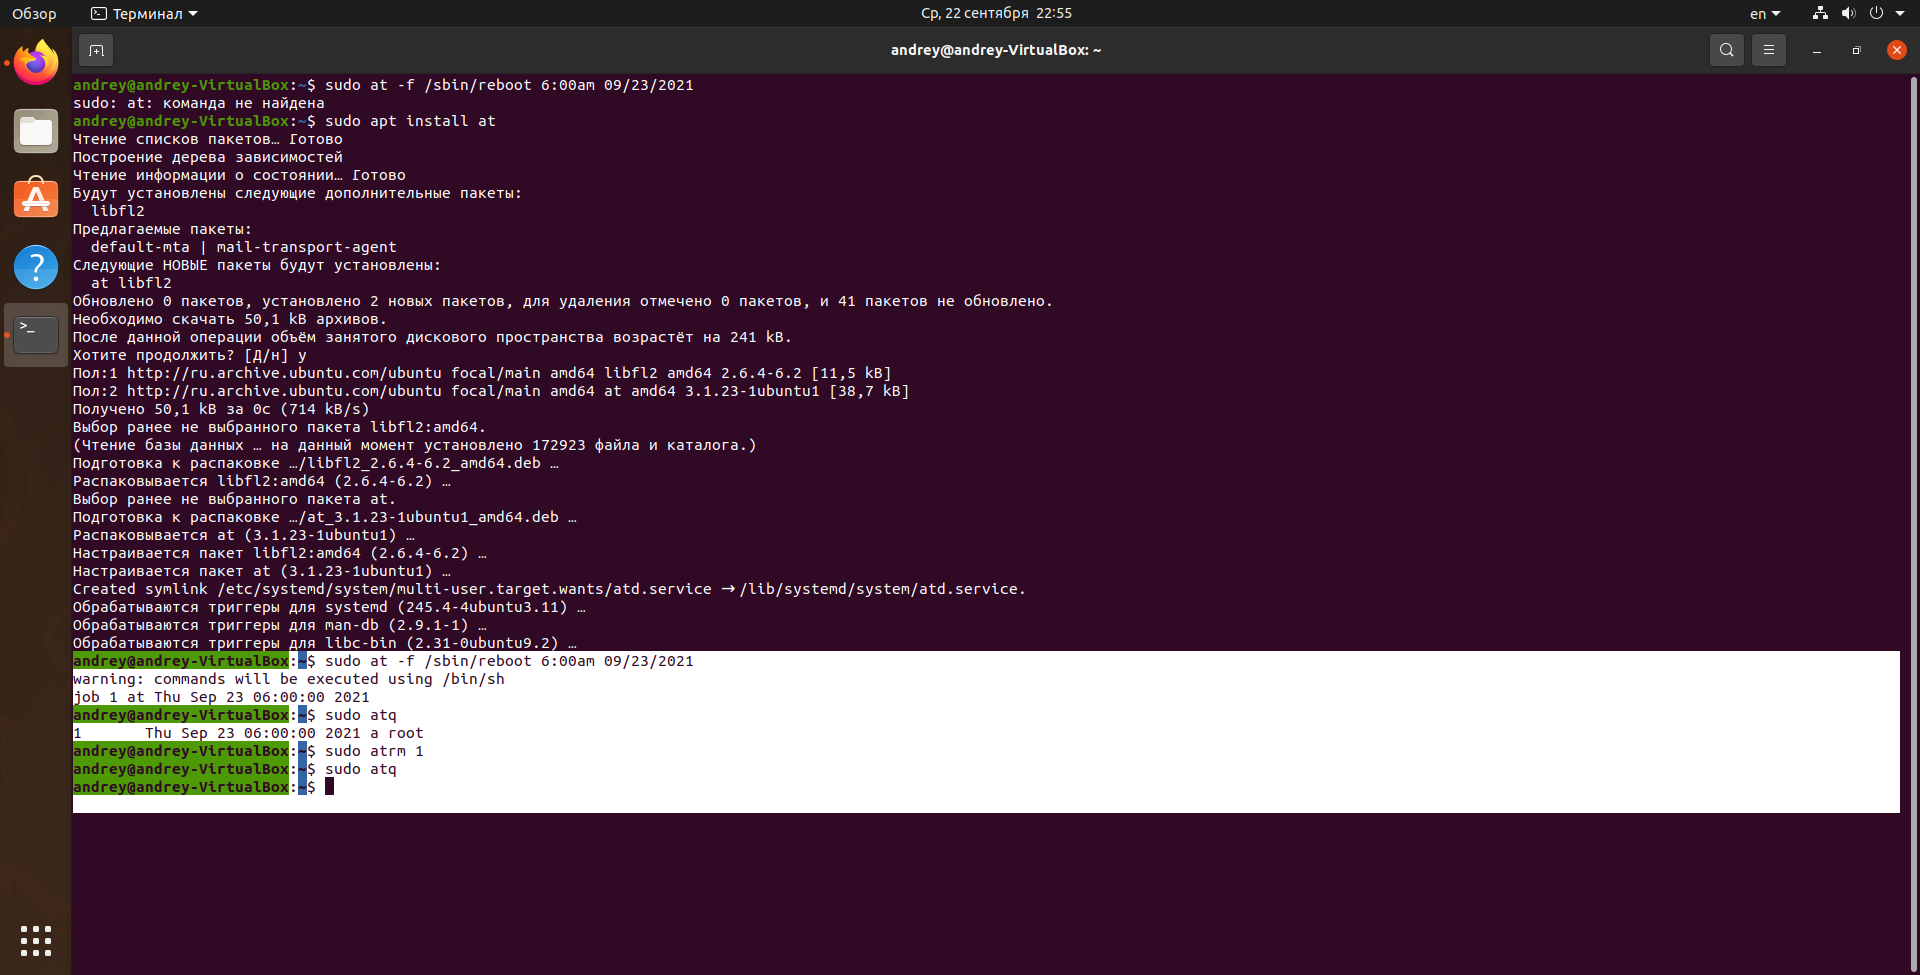 Обзор
Терминал
Ср, 22 сентября 22:55
en
andrey@andrey-VirtualBox: ~
andrey@andrey-VirtualBox:~$ sudo at -f /sbin/reboot 6:00am 09/23/2021
sudo: at: команда не найдена
andrey@andrey-VirtualBox:~$ sudo apt install at
Чтение списков пакетов… Готово
Построение дерева зависимостей
Чтение информации о состоянии… Готово
Будут установлены следующие дополнительные пакеты:
  libfl2
Предлагаемые пакеты:
  default-mta | mail-transport-agent
Следующие НОВЫЕ пакеты будут установлены:
  at libfl2
Обновлено 0 пакетов, установлено 2 новых пакетов, для удаления отмечено 0 пакетов, и 41 пакетов не обновлено.
Необходимо скачать 50,1 kB архивов.
После данной операции объём занятого дискового пространства возрастёт на 241 kB.
Хотите продолжить? [Д/н] y
Пол:1 http://ru.archive.ubuntu.com/ubuntu focal/main amd64 libfl2 amd64 2.6.4-6.2 [11,5 kB]
Пол:2 http://ru.archive.ubuntu.com/ubuntu focal/main amd64 at amd64 3.1.23-1ubuntu1 [38,7 kB]
Получено 50,1 kB за 0с (714 kB/s)
Выбор ранее не выбранного пакета libfl2:amd64.
(Чтение базы данных … на данный момент установлено 172923 файла и каталога.)
Подготовка к распаковке …/libfl2_2.6.4-6.2_amd64.deb …
Распаковывается libfl2:amd64 (2.6.4-6.2) …
Выбор ранее не выбранного пакета at.
Подготовка к распаковке …/at_3.1.23-1ubuntu1_amd64.deb …
Распаковывается at (3.1.23-1ubuntu1) …
Настраивается пакет libfl2:amd64 (2.6.4-6.2) …
Настраивается пакет at (3.1.23-1ubuntu1) …
Created symlink /etc/systemd/system/multi-user.target.wants/atd.service → /lib/systemd/system/atd.service.
Обрабатываются триггеры для systemd (245.4-4ubuntu3.11) …
Обрабатываются триггеры для man-db (2.9.1-1) …
Обрабатываются триггеры для libc-bin (2.31-0ubuntu9.2) …
andrey@andrey-VirtualBox:~$ sudo at -f /sbin/reboot 6:00am 09/23/2021
warning: commands will be executed using /bin/sh
job 1 at Thu Sep 23 06:00:00 2021
andrey@andrey-VirtualBox:~$ sudo atq
1       Thu Sep 23 06:00:00 2021 a root
andrey@andrey-VirtualBox:~$ sudo atrm 1
andrey@andrey-VirtualBox:~$ sudo atq
andrey@andrey-VirtualBox:~$